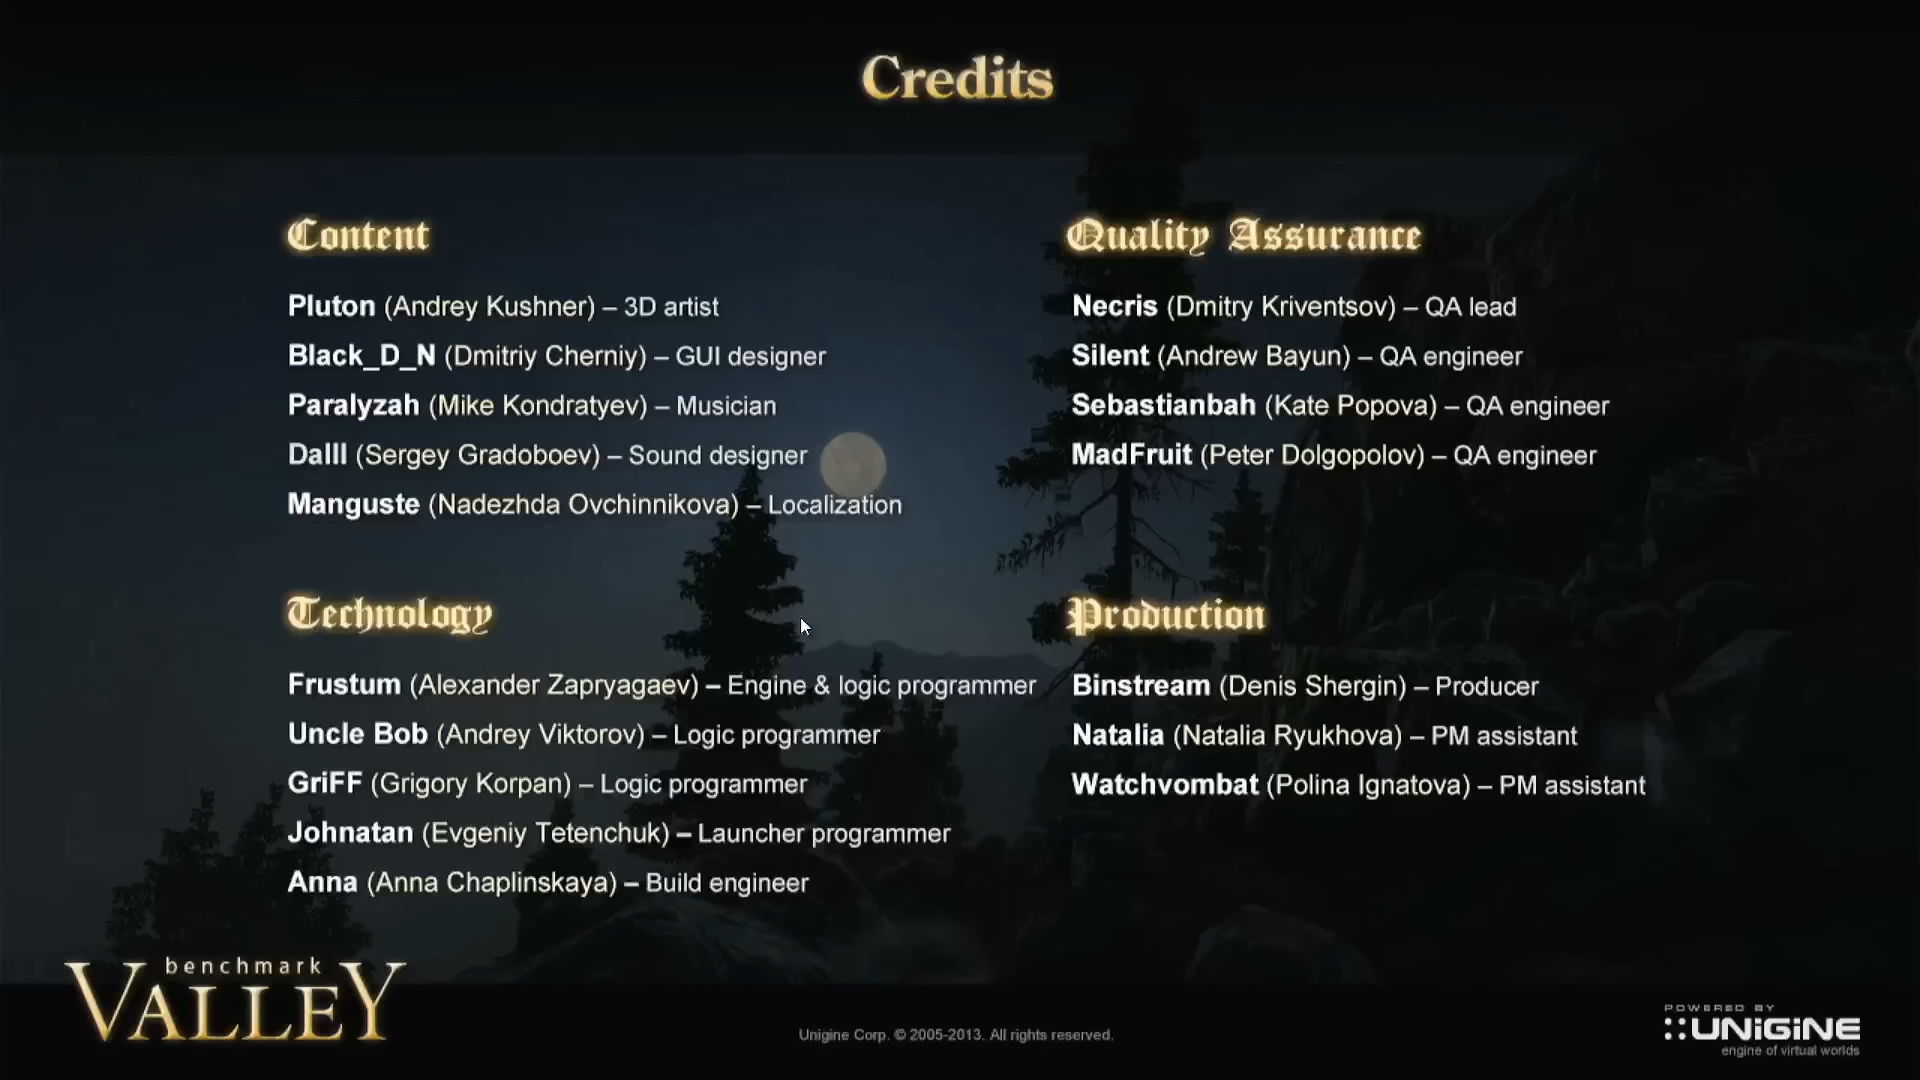 Credits
Content
Pluton (Andrey Kushner) – 3D artist
Black_D_N (Dmitriy Cherniy) – GUI designer
Paralyzah (Mike Kondratyev) – Musician
Dalll (Sergey Gradoboev) – Sound designer
Manguste (Nadezhda Ovchinnikova) – Localization
Quality Assurance
Necris (Dmitry Kriventsov) – QA lead
Silent (Andrew Bayun) – QA engineer
Sebastianbah (Kate Popova) – QA engineer
MadFruit (Peter Dolgopolov) – QA engineer
Technology
Frustum (Alexander Zapryagaev) – Engine & logic programmer
Uncle Bob (Andrey Viktorov) – Logic programmer
GriFF (Grigory Korpan) – Logic programmer
Johnatan (Evgeniy Tetenchuk) – Launcher programmer
Anna (Anna Chaplinskaya) – Build engineer
Production
Binstream (Denis Shergin) – Producer
Natalia (Natalia Ryukhova) – PM assistant
Watchvombat (Polina Ignatova) – PM assistant
benchmark
VALLEY
Unigine Corp. © 2005-2013. All rights reserved.
POWERED BY
UNiGiNE
engine of virtual worlds